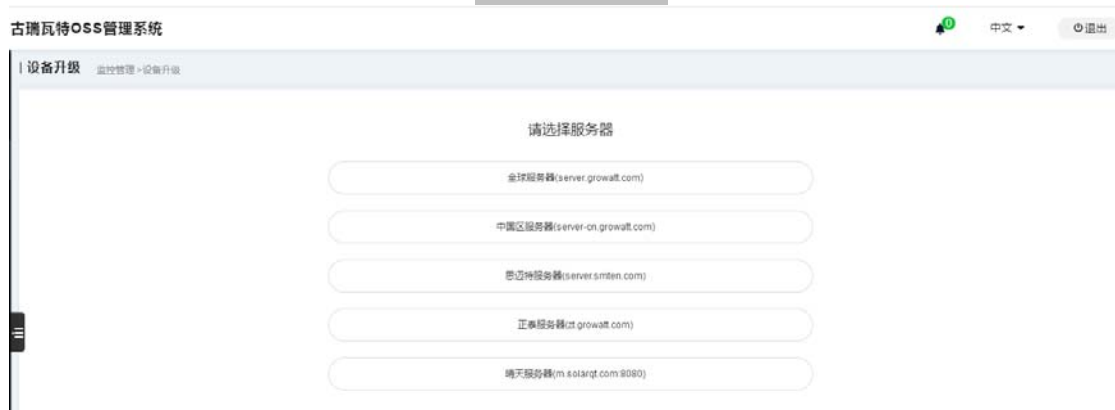 古瑞瓦特OSS管理系统
0
中文
退出
设备升级 监控管理>设备升级
请选择服务器
全球服务器(server.growatt.com)
中国区服务器(server-cn.growatt.com)
思迈特服务器(server.smten.com)
正泰服务器(zt.growatt.com)
晴天服务器(m.solarqt.com:8080)